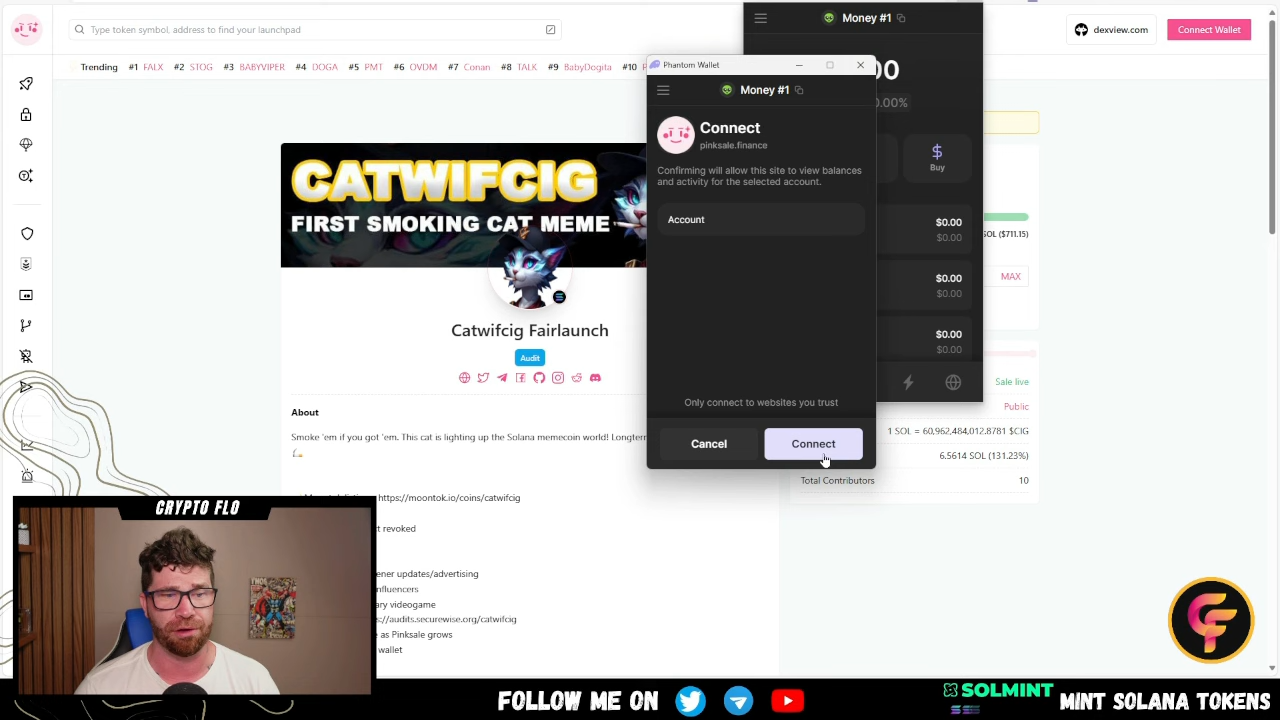 Money #1
Type token symbol, address to find your launchpad
dexview.com
Connect Wallet
Trending
#1 FALX
#2 STOG
#3 BABYVIPER
#4 DOGA
#5 PMT
#6 OVDM
#7 Conan
#8 TALK
#9 BabyDogita
#10
Phantom Wallet
00
0.00%
Money #1
Connect
pinksale.finance
Confirming will allow this site to view balances
and activity for the selected account.
Account
Only connect to websites you trust
Cancel
Connect
Buy
$0.00
$0.00
$0.00
$0.00
$0.00
$0.00
SOL ($711.15)
MAX
CATWIFCIG
FIRST SMOKING CAT MEME
Catwifcig Fairlaunch
Audit
About
Smoke 'em if you got 'em. This cat is lighting up the Solana memecoin world! Longterm
https://moontok.io/coins/catwifcig
t revoked
ener updates/advertising
nfluencers
ary videogame
s://audits.securewise.org/catwifcig
e as Pinksale grows
wallet
Sale live
Public
1 SOL = 60,962,484,012.8781 $CIG
6.5614 SOL (131.23%)
Total Contributors
10
CRYPTO FLO
FOLLOW ME ON
SOLMINT
MINT SOLANA TOKENS